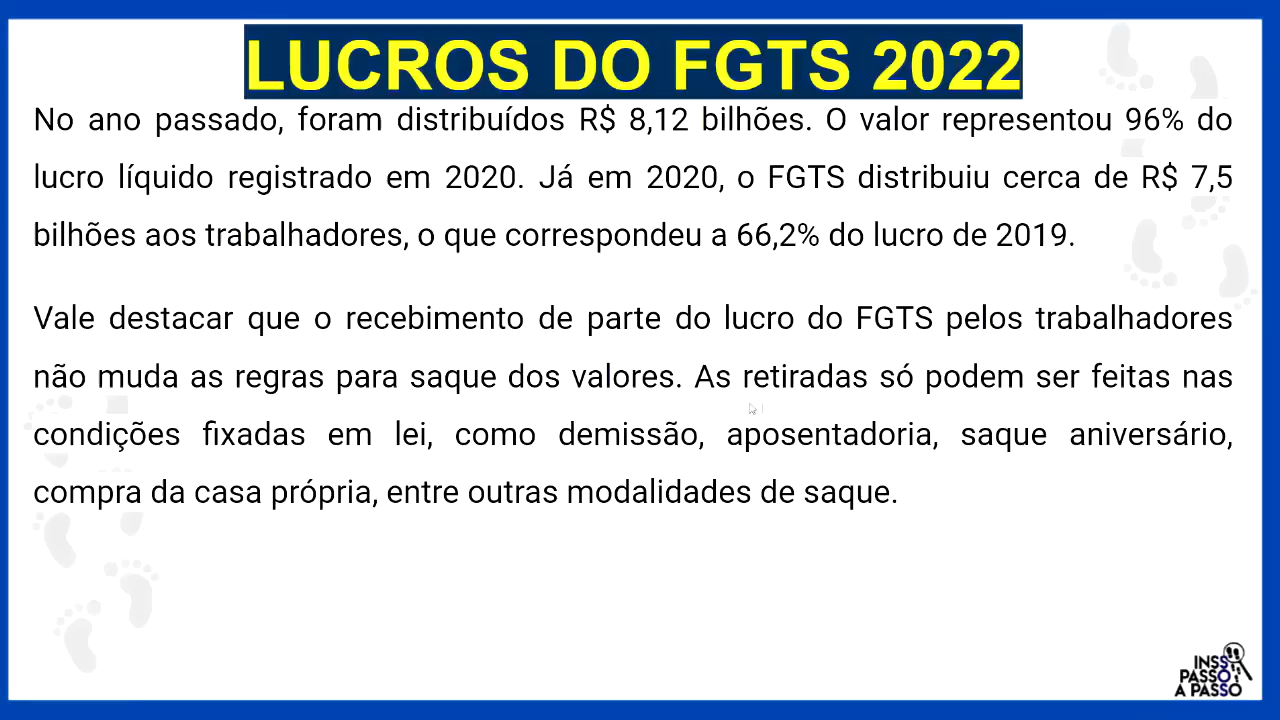 LUCROS DO FGTS 2022
No ano passado, foram distribuídos R$ 8,12 bilhões. O valor representou 96% do
lucro líquido registrado em 2020. Já em 2020, o FGTS distribuiu cerca de R$ 7,5
bilhões aos trabalhadores, o que correspondeu a 66,2% do lucro de 2019.
Vale destacar que o recebimento de parte do lucro do FGTS pelos trabalhadores
não muda as regras para saque dos valores. As retiradas só podem ser feitas nas
condições fixadas em lei, como demissão, aposentadoria, saque aniversário,
compra da casa própria, entre outras modalidades de saque.
INSS
PASSO
A PASSO